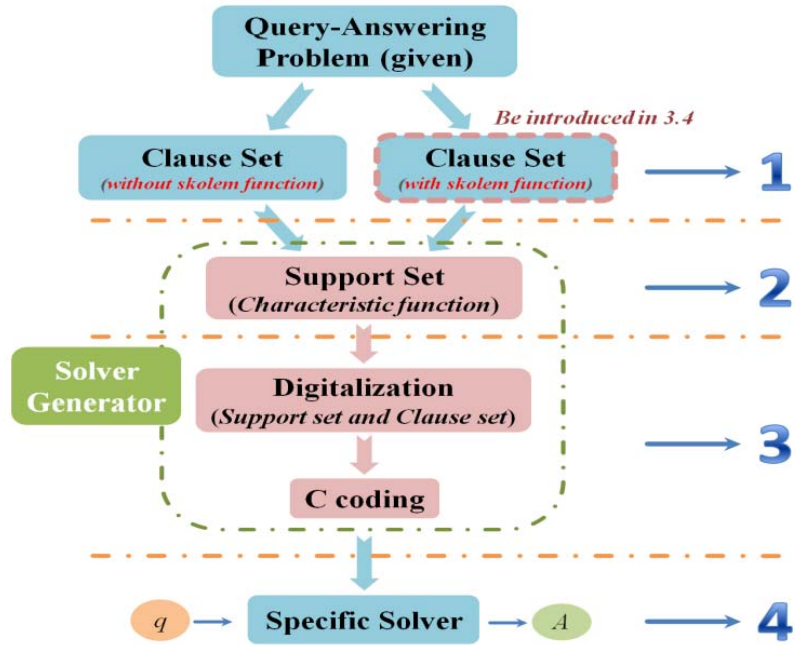 Query-Answering
Problem (given)
Be introduced in 3.4
Clause Set
(without skolem function)
Clause Set
(with skolem function)
1
Support Set
(Characteristic function)
2
Solver
Generator
Digitalization
(Support set and Clause set)
3
C coding
q
Specific Solver
A
4